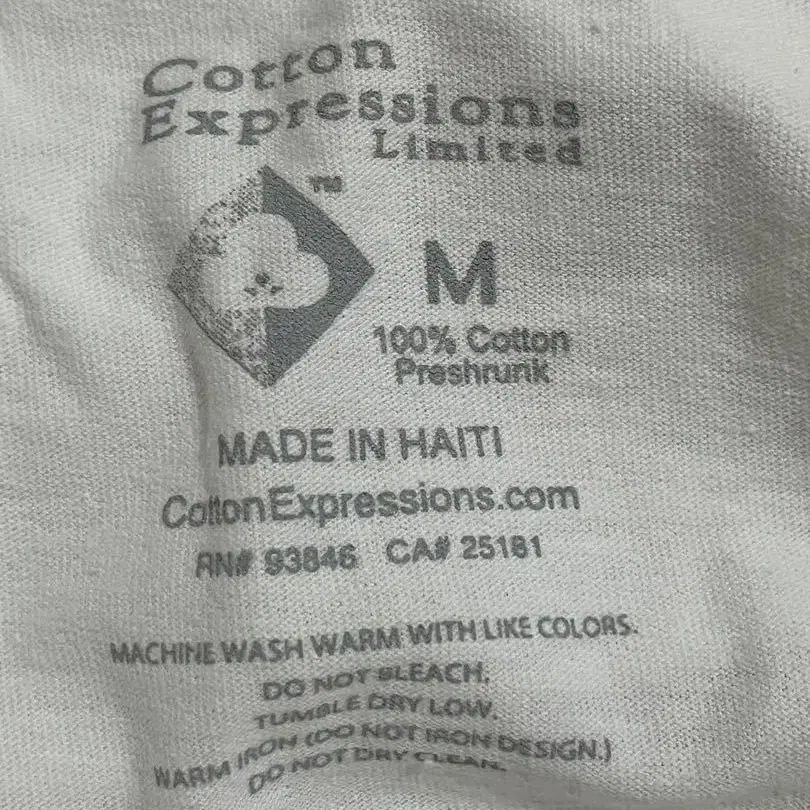 Cotton
Expressions
Limited
TM
M
100% Cotton
Preshrunk
MADE IN HAITI
CottonExpressions.com
RN# 93846 CA# 25181
MACHINE WASH WARM WITH LIKE COLORS.
DO NOT BLEACH.
TUMBLE DRY LOW.
WARM IRON (DO NOT IRON DESIGN.)
DO NOT DRY CLEAN.